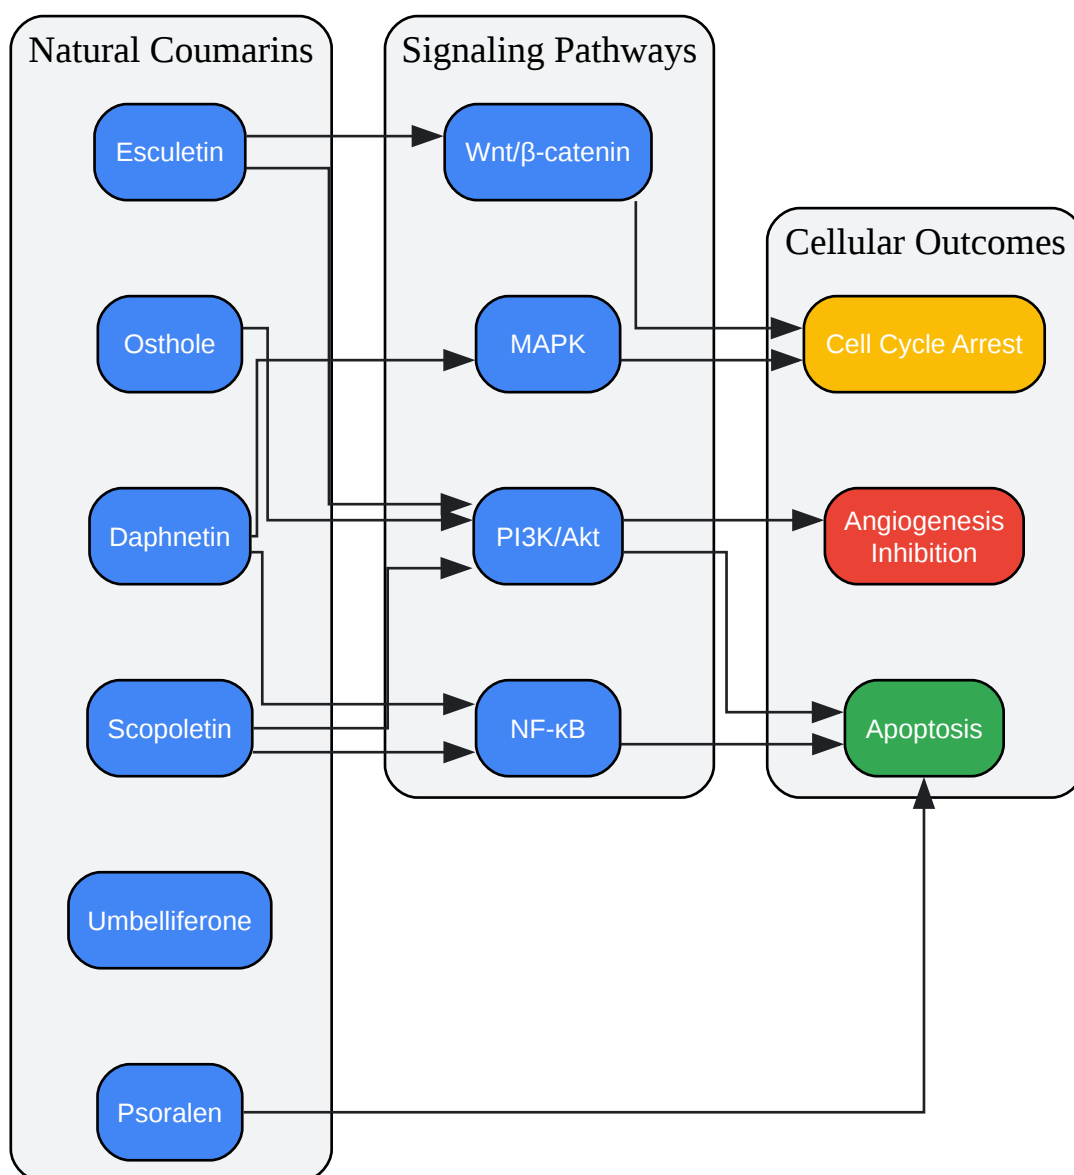 Natural Coumarins
Esculetin
Osthole
Daphnetin
Scopoletin
Umbelliferone
Psoralen
Signaling Pathways
Wnt/β-catenin
MAPK
PI3K/Akt
NF-κB
Cellular Outcomes
Cell Cycle Arrest
Angiogenesis
Inhibition
Apoptosis